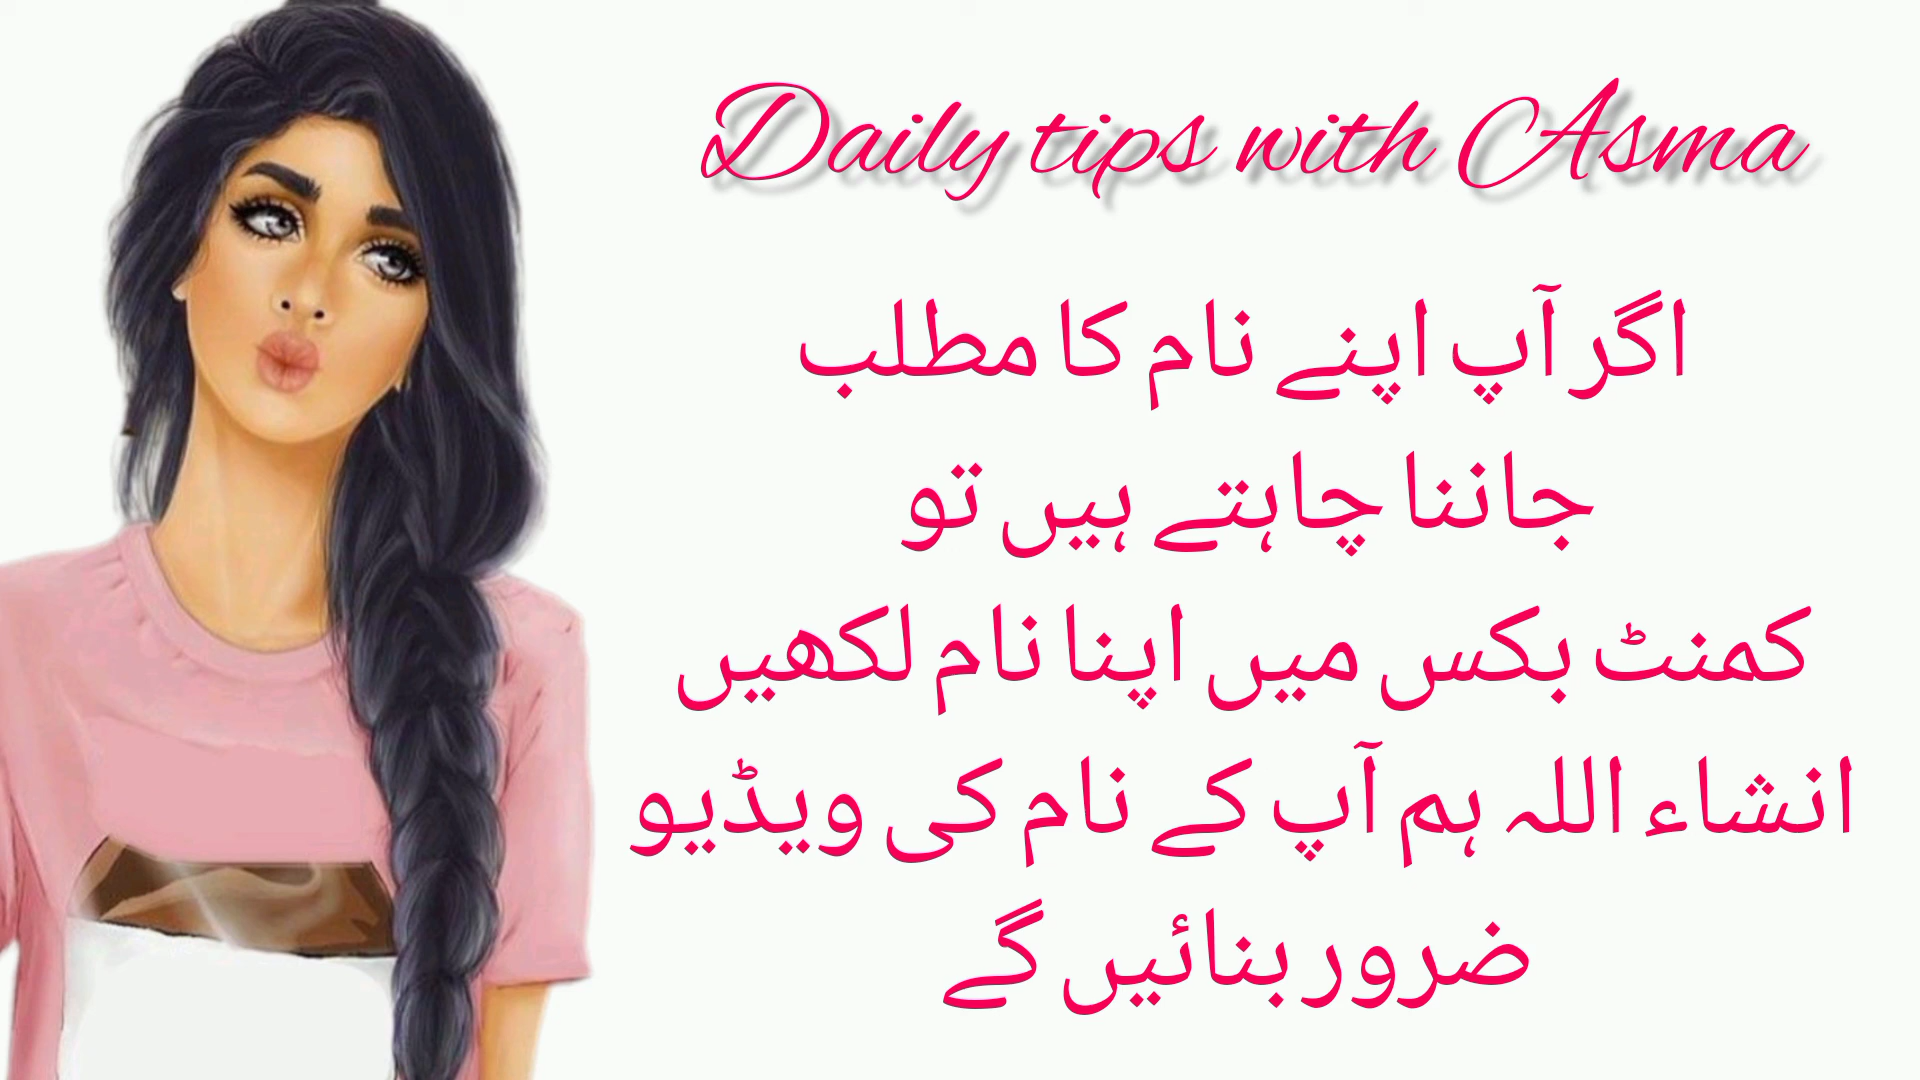 Daily tips with Asma
اگر آپ اپنے نام کا مطلب
جاننا چاہتے ہیں تو
کمنٹ بکس میں اپنا نام لکھیں
انشاء اللہ ہم آپ کے نام کی ویڈیو
ضرور بنائیں گے